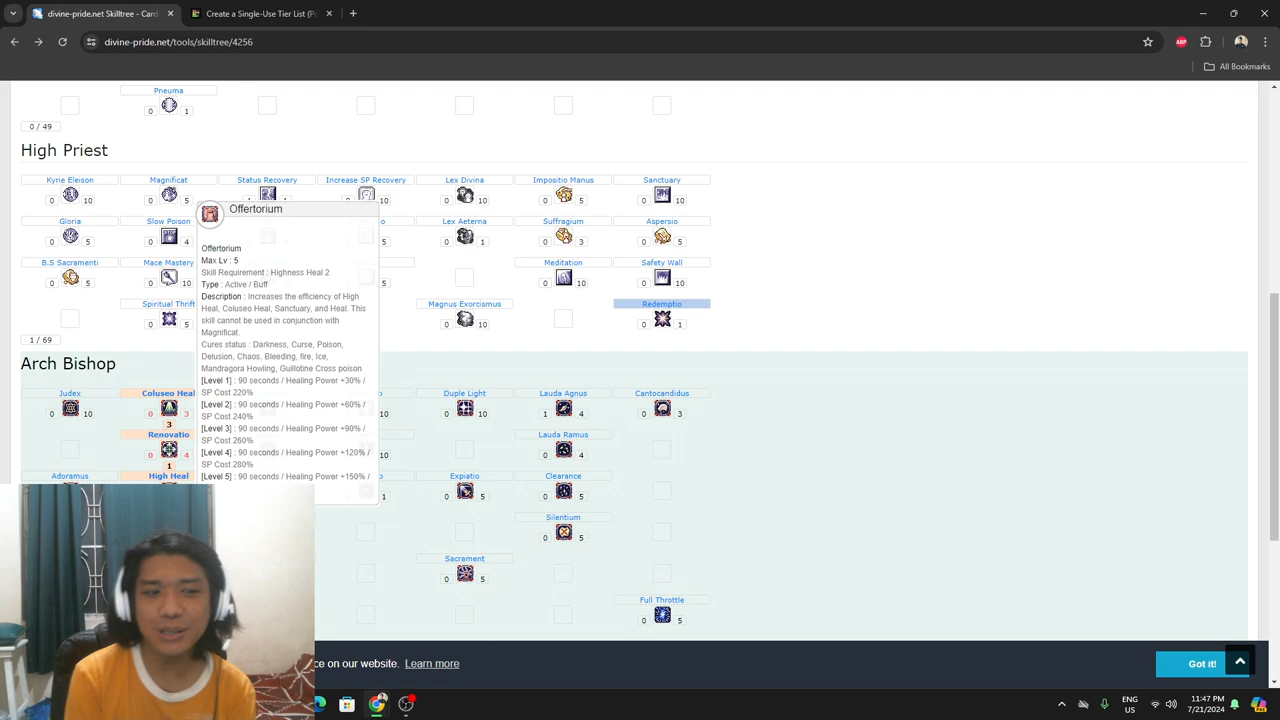 divine-pride.net Skilltree - Card
Create a Single-Use Tier List (P
divine-pride.net/tools/skilltree/4256
ABP
All Bookmarks
Pneuma
0 1
0 / 49
High Priest
Kyrie Eleison Magnificat Status Recovery Increase SP Recovery Lex Divina Impositio Manus Sanctuary
0 10 0 5 10 0 10 0 5 0 10
Gloria Slow Poison Lex Aeterna Suffragium Aspersio
0 5 0 4 5 0 1 0 3 0 5
B.S Sacramenti Mace Mastery Meditation Safety Wall
0 5 0 10 5 0 10 0 10
Spiritual Thrift Magnus Exorcismus Redemptio
0 5 0 10 0 1
1 / 69
Offertorium
Offertorium
Max Lv : 5
Skill Requirement : Highness Heal 2
Type : Active / Buff
Description : Increases the efficiency of High
Heal, Coluseo Heal, Sanctuary, and Heal. This
skill cannot be used in conjunction with
Magnificat.
Cures status : Darkness, Curse, Poison,
Delusion, Chaos, Bleeding, fire, Ice,
Mandragora Howling, Guillotine Cross poison
[Level 1] : 90 seconds / Healing Power +30% /
SP Cost 220%
[Level 2] : 90 seconds / Healing Power +60% /
SP Cost 240%
[Level 3] : 90 seconds / Healing Power +90% /
SP Cost 260%
[Level 4] : 90 seconds / Healing Power +120% /
SP Cost 280%
[Level 5] : 90 seconds / Healing Power +150% /
Arch Bishop
Judex Coluseo Heal Duple Light Lauda Agnus Cantocandidus
0 10 0 3 10 0 10 1 4 0 3
3
Renovatio Lauda Ramus
0 4 10 0 4
1
Adoramus High Heal Expiatio Clearance
1 0 5 0 5
Silentium
0 5
Sacrament
0 5
Full Throttle
0 5
ce on our website. Learn more
Got it!
ENG
US
11:47 PM
7/21/2024